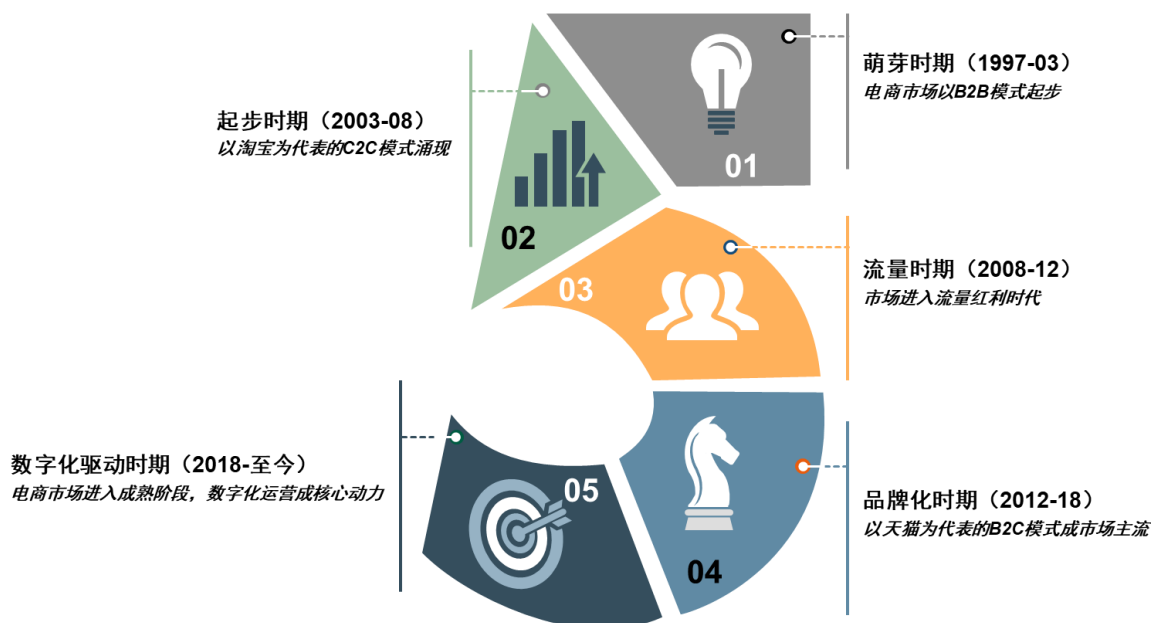 萌芽时期（1997-03）
电商市场以B2B模式起步
01
起步时期（2003-08）
以淘宝为代表的C2C模式涌现
02
流量时期（2008-12）
市场进入流量红利时代
03
品牌化时期（2012-18）
以天猫为代表的B2C模式成市场主流
04
数字化驱动时期（2018-至今）
电商市场进入成熟阶段，数字化运营成核心动力
05